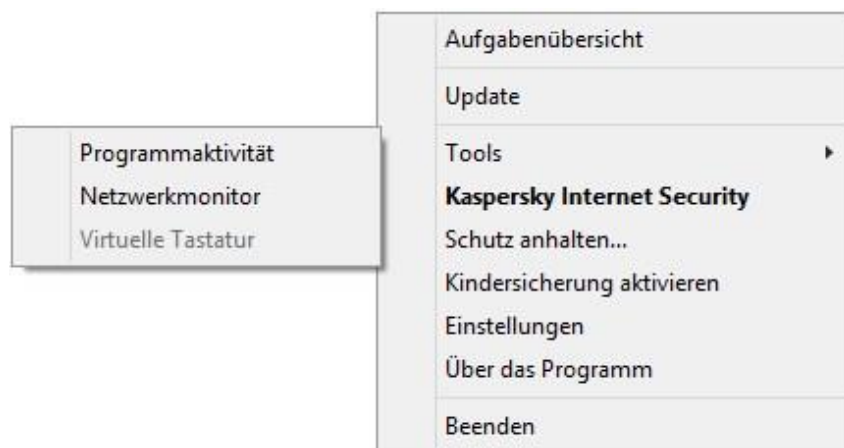 Aufgabenübersicht
Update
Tools
Programmaktivität
Netzwerkmonitor
Virtuelle Tastatur
Kaspersky Internet Security
Schutz anhalten...
Kindersicherung aktivieren
Einstellungen
Über das Programm
Beenden